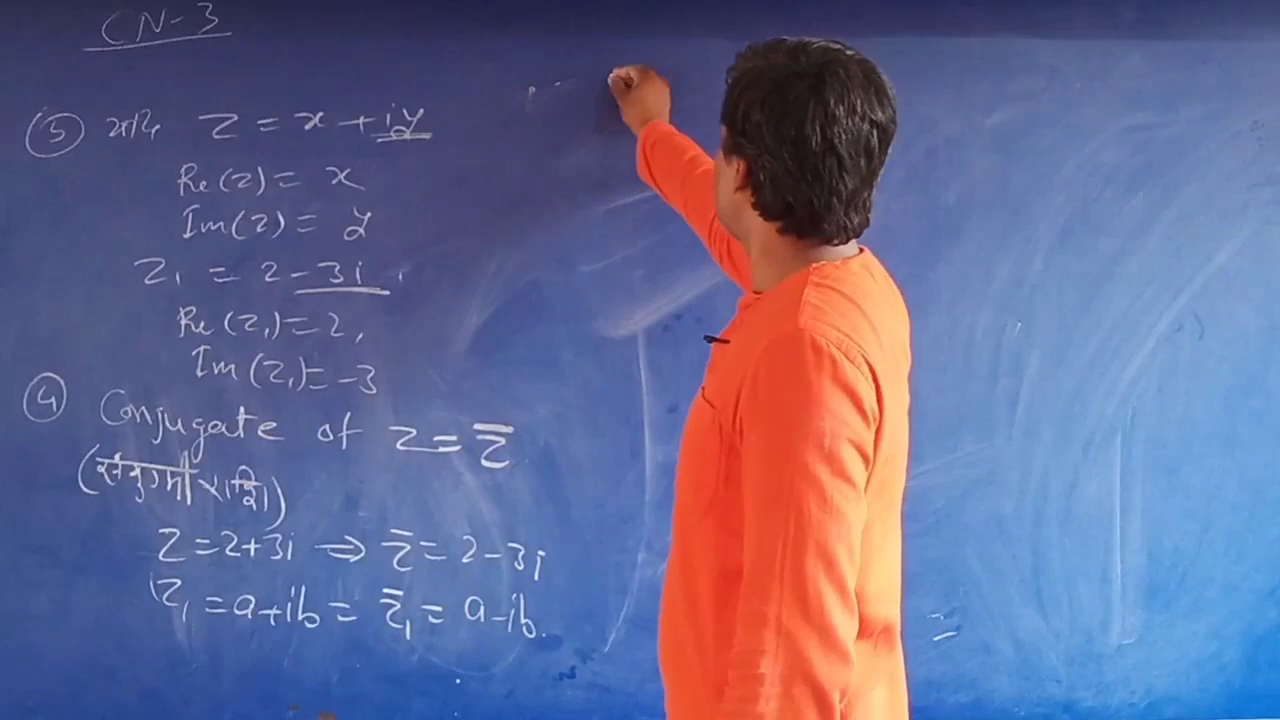 CN-3
③ यदि z = x + iy
Re(z) = x
Im(z) = y
z₁ = 2 - 3i
Re(z₁) = 2,
Im(z₁) = -3
④ Conjugate of z = z̅
(संयुग्मी राशि)
z = 2+3i ⇒ z̅ = 2-3i
z₁ = a+ib = z̅₁ = a-ib.